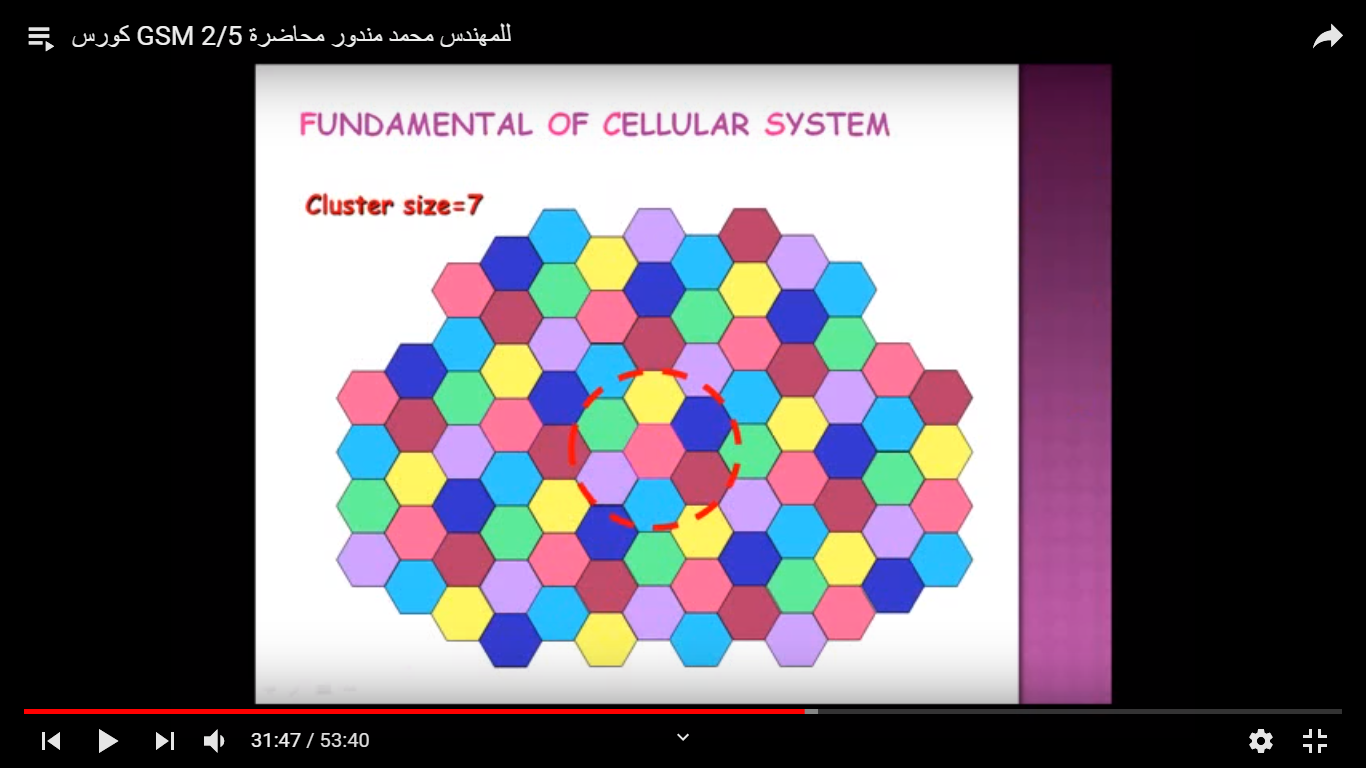 كورس GSM 2/5 للمهندس محمد مندور محاضرة
FUNDAMENTAL OF CELLULAR SYSTEM
Cluster size=7
31:47 / 53:40